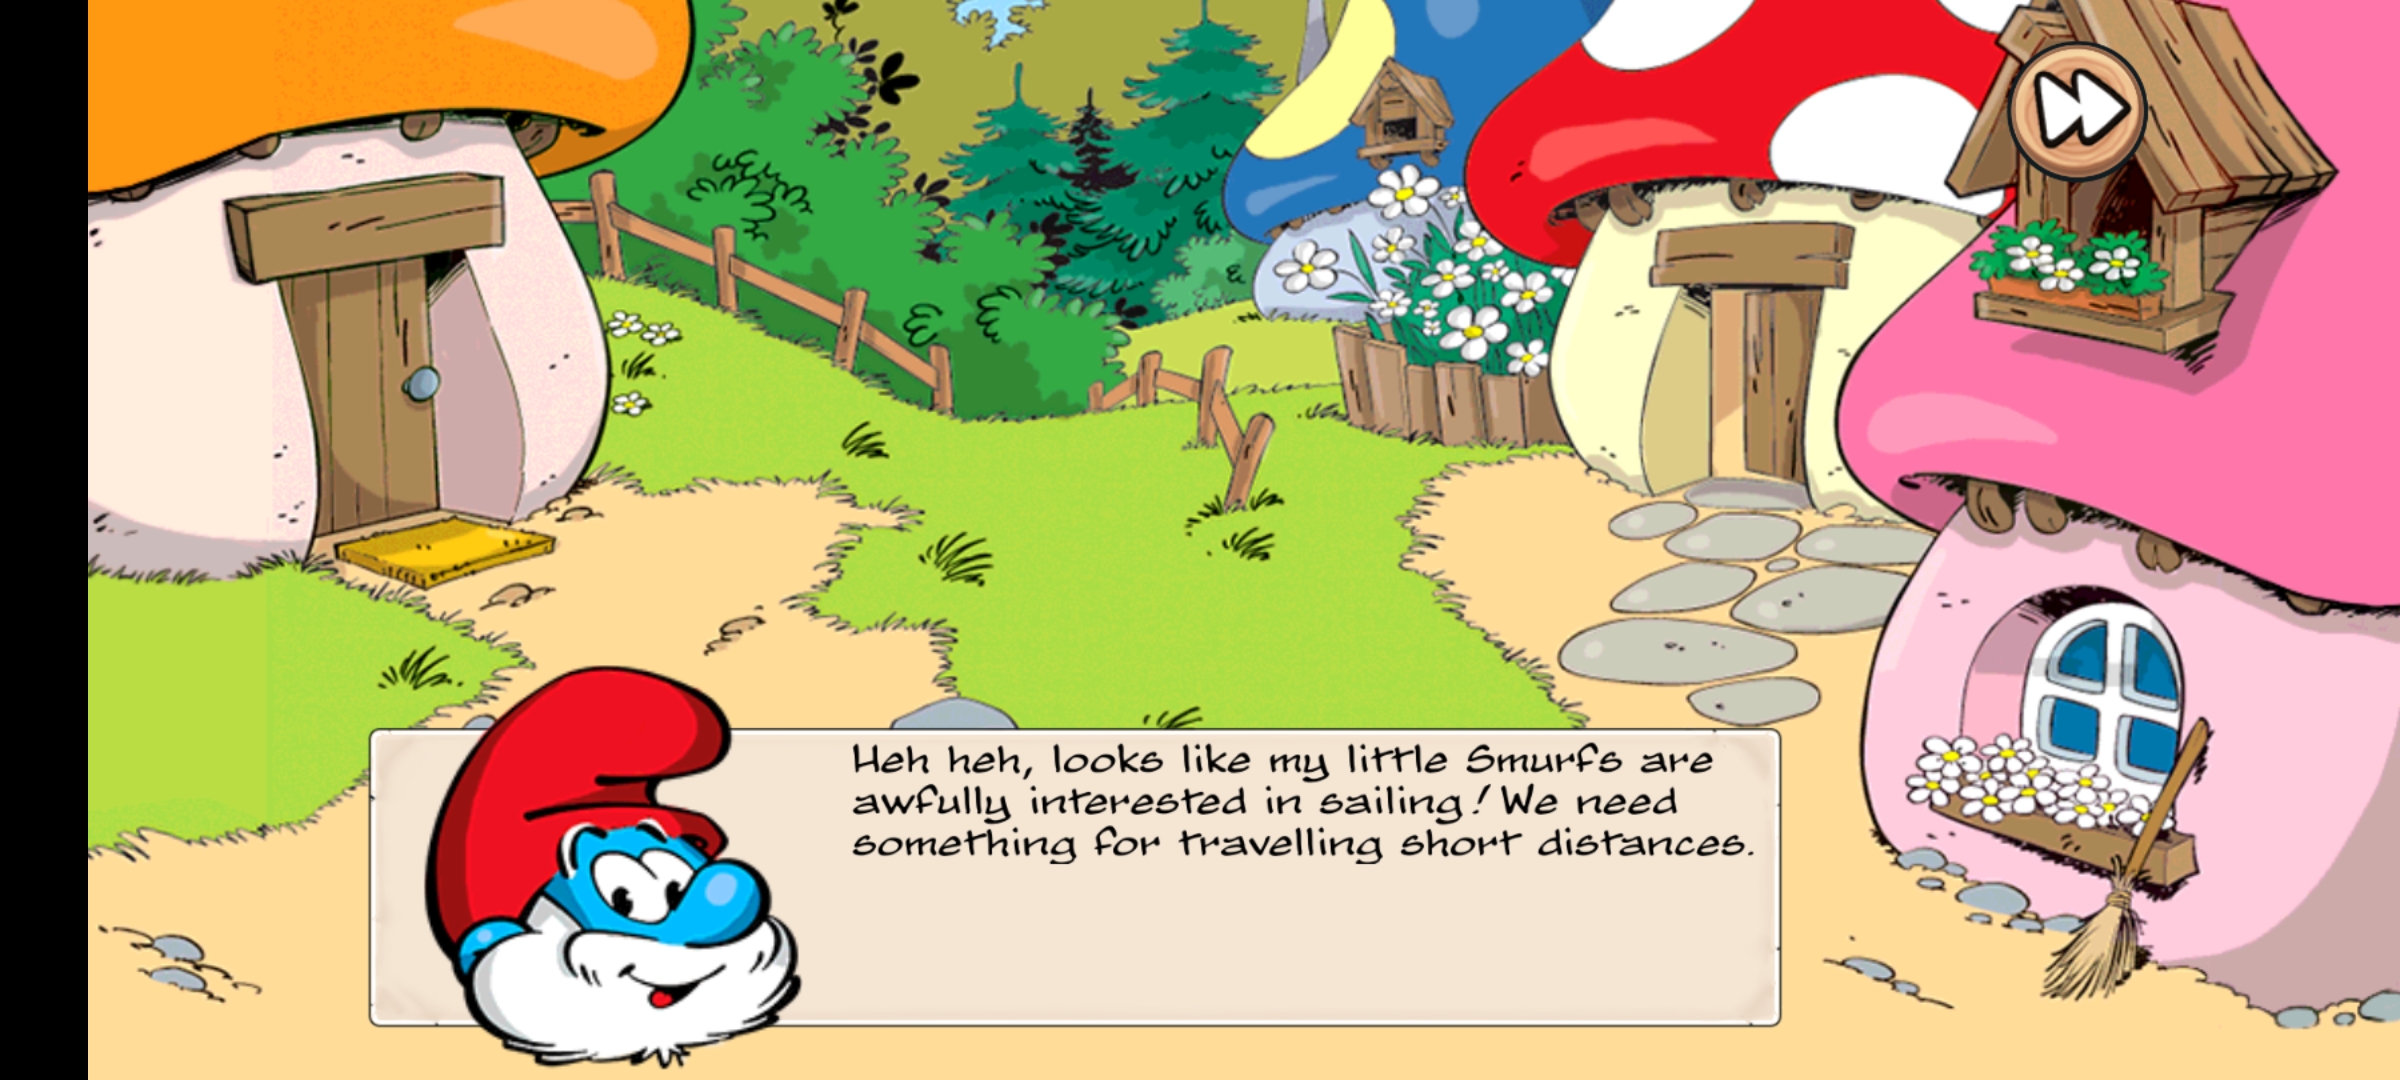 Heh heh, looks like my little Smurfs are
awfully interested in sailing! We need
something for travelling short distances.